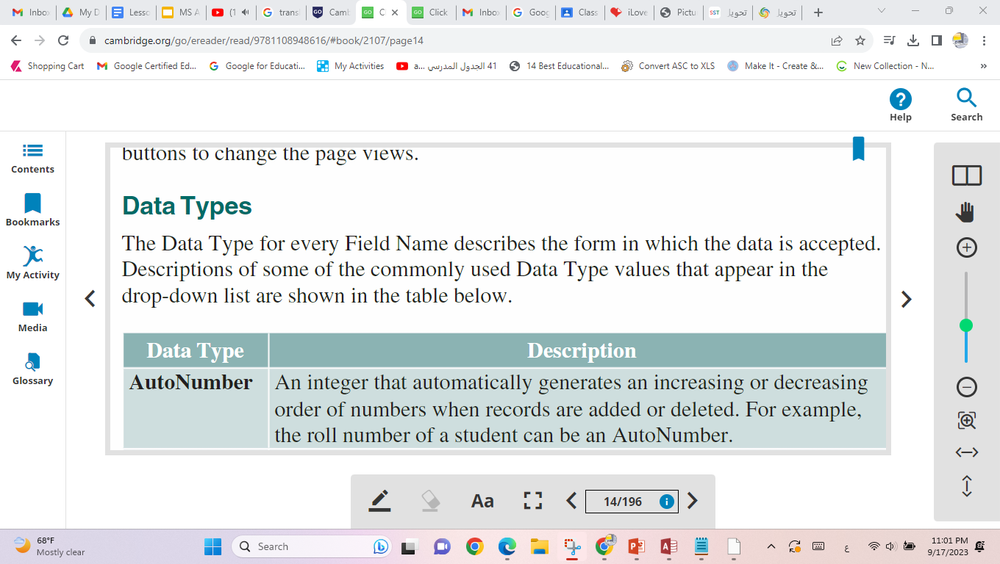 Inbo
My D
Lesso
MS A
(1
trans
Camb
C
Click
Inbo
Goog
Class
iLove
Pictu
SST تحويل
تحويل
cambridge.org/go/ereader/read/9781108948616/#book/2107/page14
Shopping Cart
Google Certified Ed...
Google for Educati...
My Activities
41 الجدول المدرسي ...a
14 Best Educational...
Convert ASC to XLS
Make It - Create &...
New Collection - N...
»
Help
Search
Contents
Bookmarks
My Activity
Media
Glossary
buttons to change the page views.
Data Types
The Data Type for every Field Name describes the form in which the data is accepted.
Descriptions of some of the commonly used Data Type values that appear in the
drop-down list are shown in the table below.
Data Type
Description
AutoNumber
An integer that automatically generates an increasing or decreasing
order of numbers when records are added or deleted. For example,
the roll number of a student can be an AutoNumber.
Aa
14/196
68°F
Mostly clear
Search
ع
11:01 PM
9/17/2023